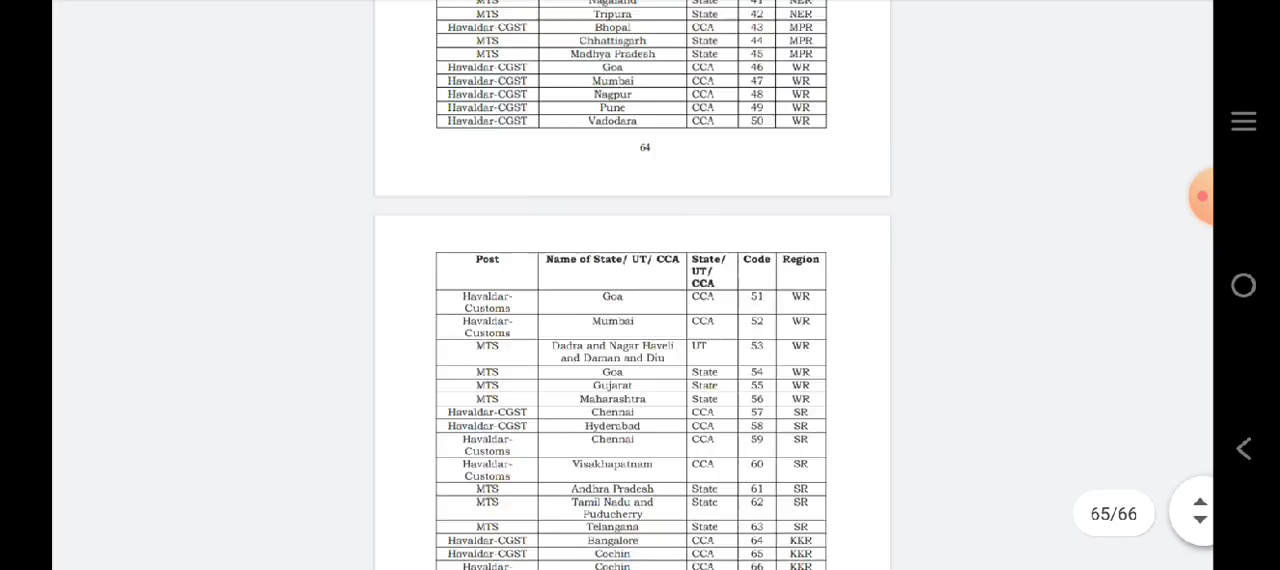 MTS Nagaland State 41 NER
MTS Tripura State 42 NER
Havaldar-CGST Bhopal CCA 43 MPR
MTS Chhattisgarh State 44 MPR
MTS Madhya Pradesh State 45 MPR
Havaldar-CGST Goa CCA 46 WR
Havaldar-CGST Mumbai CCA 47 WR
Havaldar-CGST Nagpur CCA 48 WR
Havaldar-CGST Pune CCA 49 WR
Havaldar-CGST Vadodara CCA 50 WR
64
Post Name of State/ UT/ CCA State/ Code Region
UT/
CCA
Havaldar- Goa CCA 51 WR
Customs
Havaldar- Mumbai CCA 52 WR
Customs
MTS Dadra and Nagar Haveli UT 53 WR
and Daman and Diu
MTS Goa State 54 WR
MTS Gujarat State 55 WR
MTS Maharashtra State 56 WR
Havaldar-CGST Chennai CCA 57 SR
Havaldar-CGST Hyderabad CCA 58 SR
Havaldar- Chennai CCA 59 SR
Customs
Havaldar- Visakhapatnam CCA 60 SR
Customs
MTS Andhra Pradesh State 61 SR
MTS Tamil Nadu and State 62 SR
Puducherry
MTS Telangana State 63 SR
Havaldar-CGST Bangalore CCA 64 KKR
Havaldar-CGST Cochin CCA 65 KKR
Havaldar- Cochin CCA 66 KKR
65/66